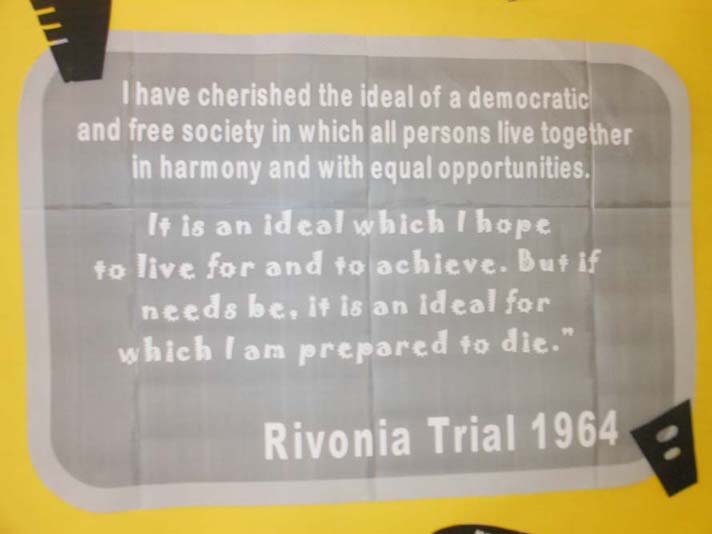 I have cherished the ideal of a democratic
and free society in which all persons live together
in harmony and with equal opportunities.
It is an ideal which I hope
to live for and to achieve. But if
needs be, it is an ideal for
which I am prepared to die."
Rivonia Trial 1964